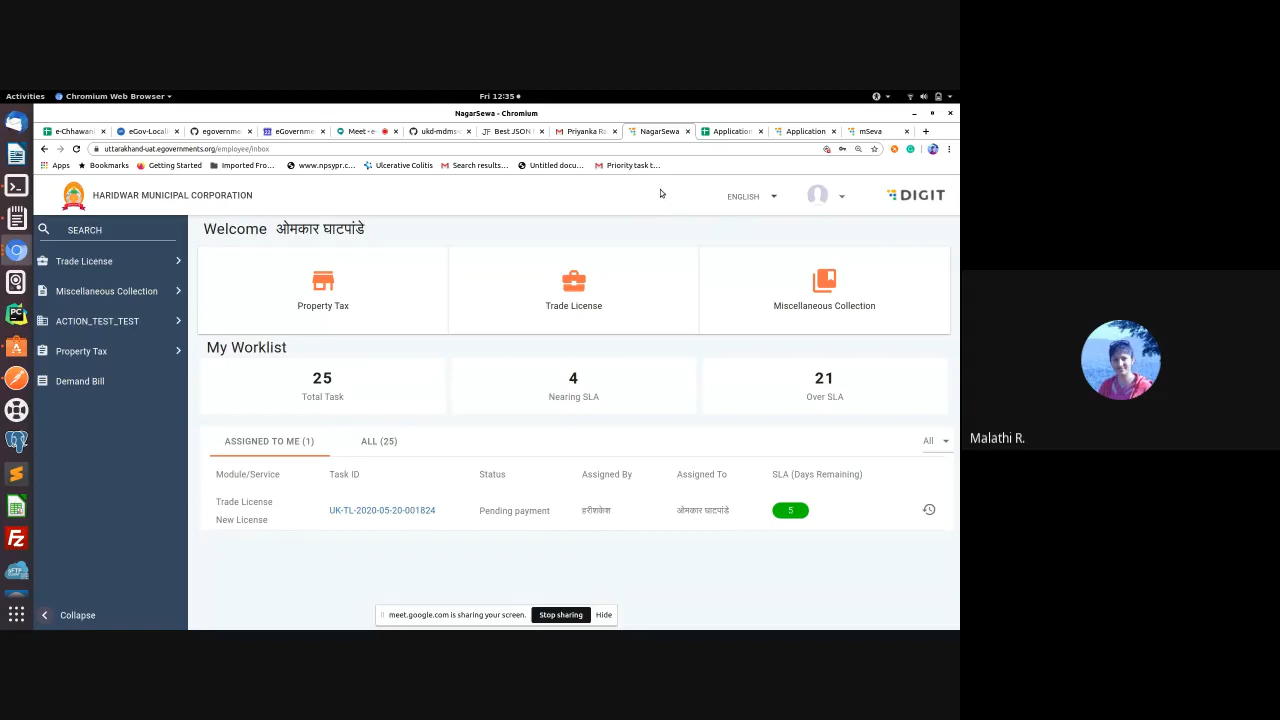 Activities Chromium Web Browser Fri 12:35
NagarSewa - Chromium
e-Chhawani eGov-Locali egovernme eGovernme Meet - e ukd-mdms- Best JSON Priyanka Ra NagarSewa Application Application mSeva
uttarakhand-uat.egovernments.org/employee/inbox
Apps Bookmarks Getting Started Imported Fro... www.npsypr.c... Ulcerative Colitis Search results... Untitled docu... Priority task t...
HARIDWAR MUNICIPAL CORPORATION ENGLISH DIGIT
SEARCH
Trade License
Miscellaneous Collection
ACTION_TEST_TEST
Property Tax
Demand Bill
Collapse
Welcome ओमकार घाटपांडे
Property Tax Trade License Miscellaneous Collection
My Worklist
25 4 21
Total Task Nearing SLA Over SLA
ASSIGNED TO ME (1) ALL (25) All
Module/Service Task ID Status Assigned By Assigned To SLA (Days Remaining)
Trade License
UK-TL-2020-05-20-001824 Pending payment हरीशकेश ओमकार घाटपांडे 5
New License
meet.google.com is sharing your screen. Stop sharing Hide
Malathi R.